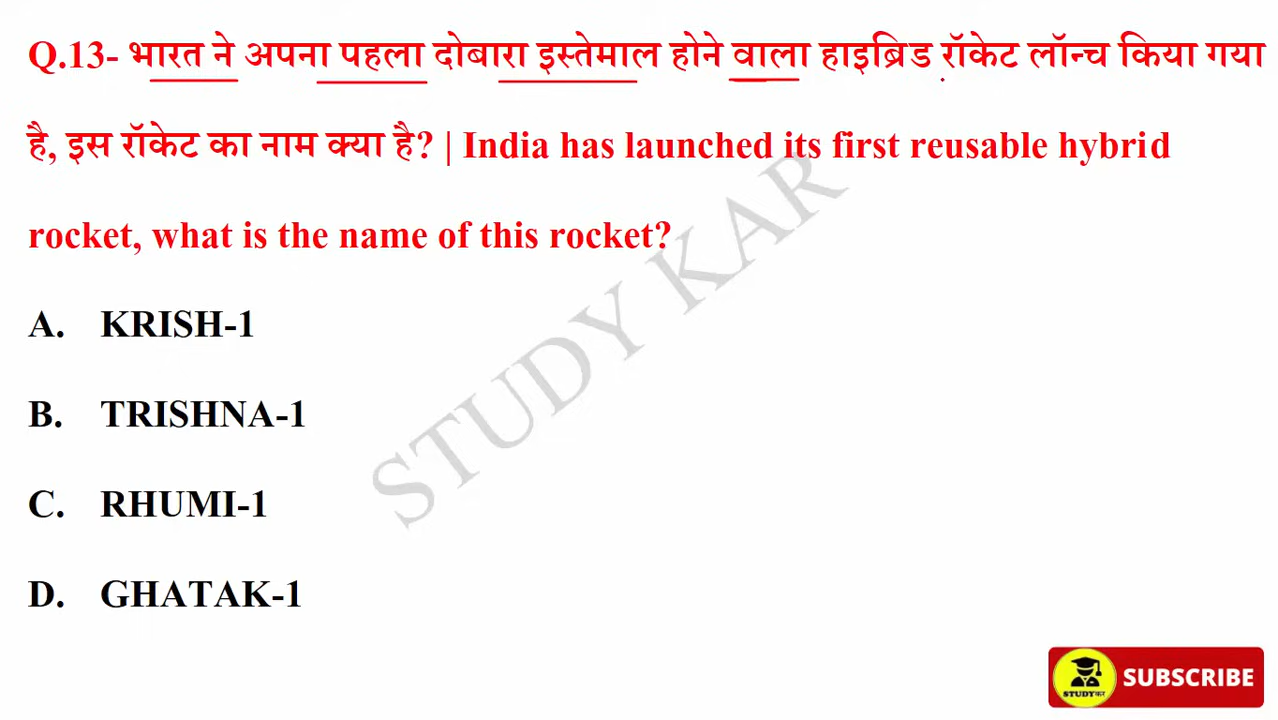 Q.13- भारत ने अपना पहला दोबारा इस्तेमाल होने वाला हाइब्रिड रॉकेट लॉन्च किया गया
है, इस रॉकेट का नाम क्या है? | India has launched its first reusable hybrid
rocket, what is the name of this rocket?
A. KRISH-1
B. TRISHNA-1
C. RHUMI-1
D. GHATAK-1
STUDY KAR
STUDYकर SUBSCRIBE